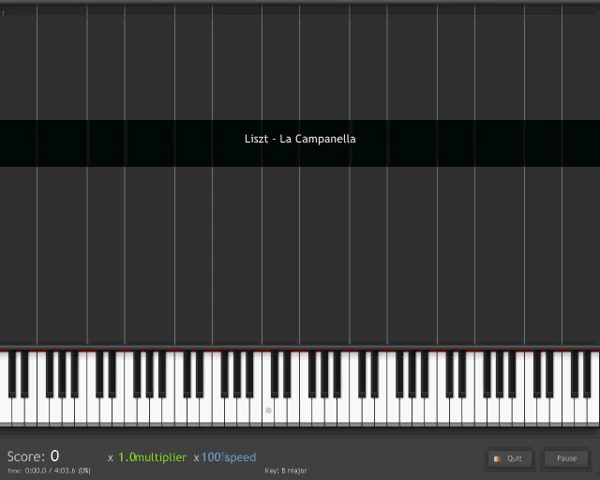 Liszt - La Campanella
Score: 0 x 1.0multiplier x100%speed Quit Pause
Time: 0:00.0 / 4:03.6 (0%) Key: B major